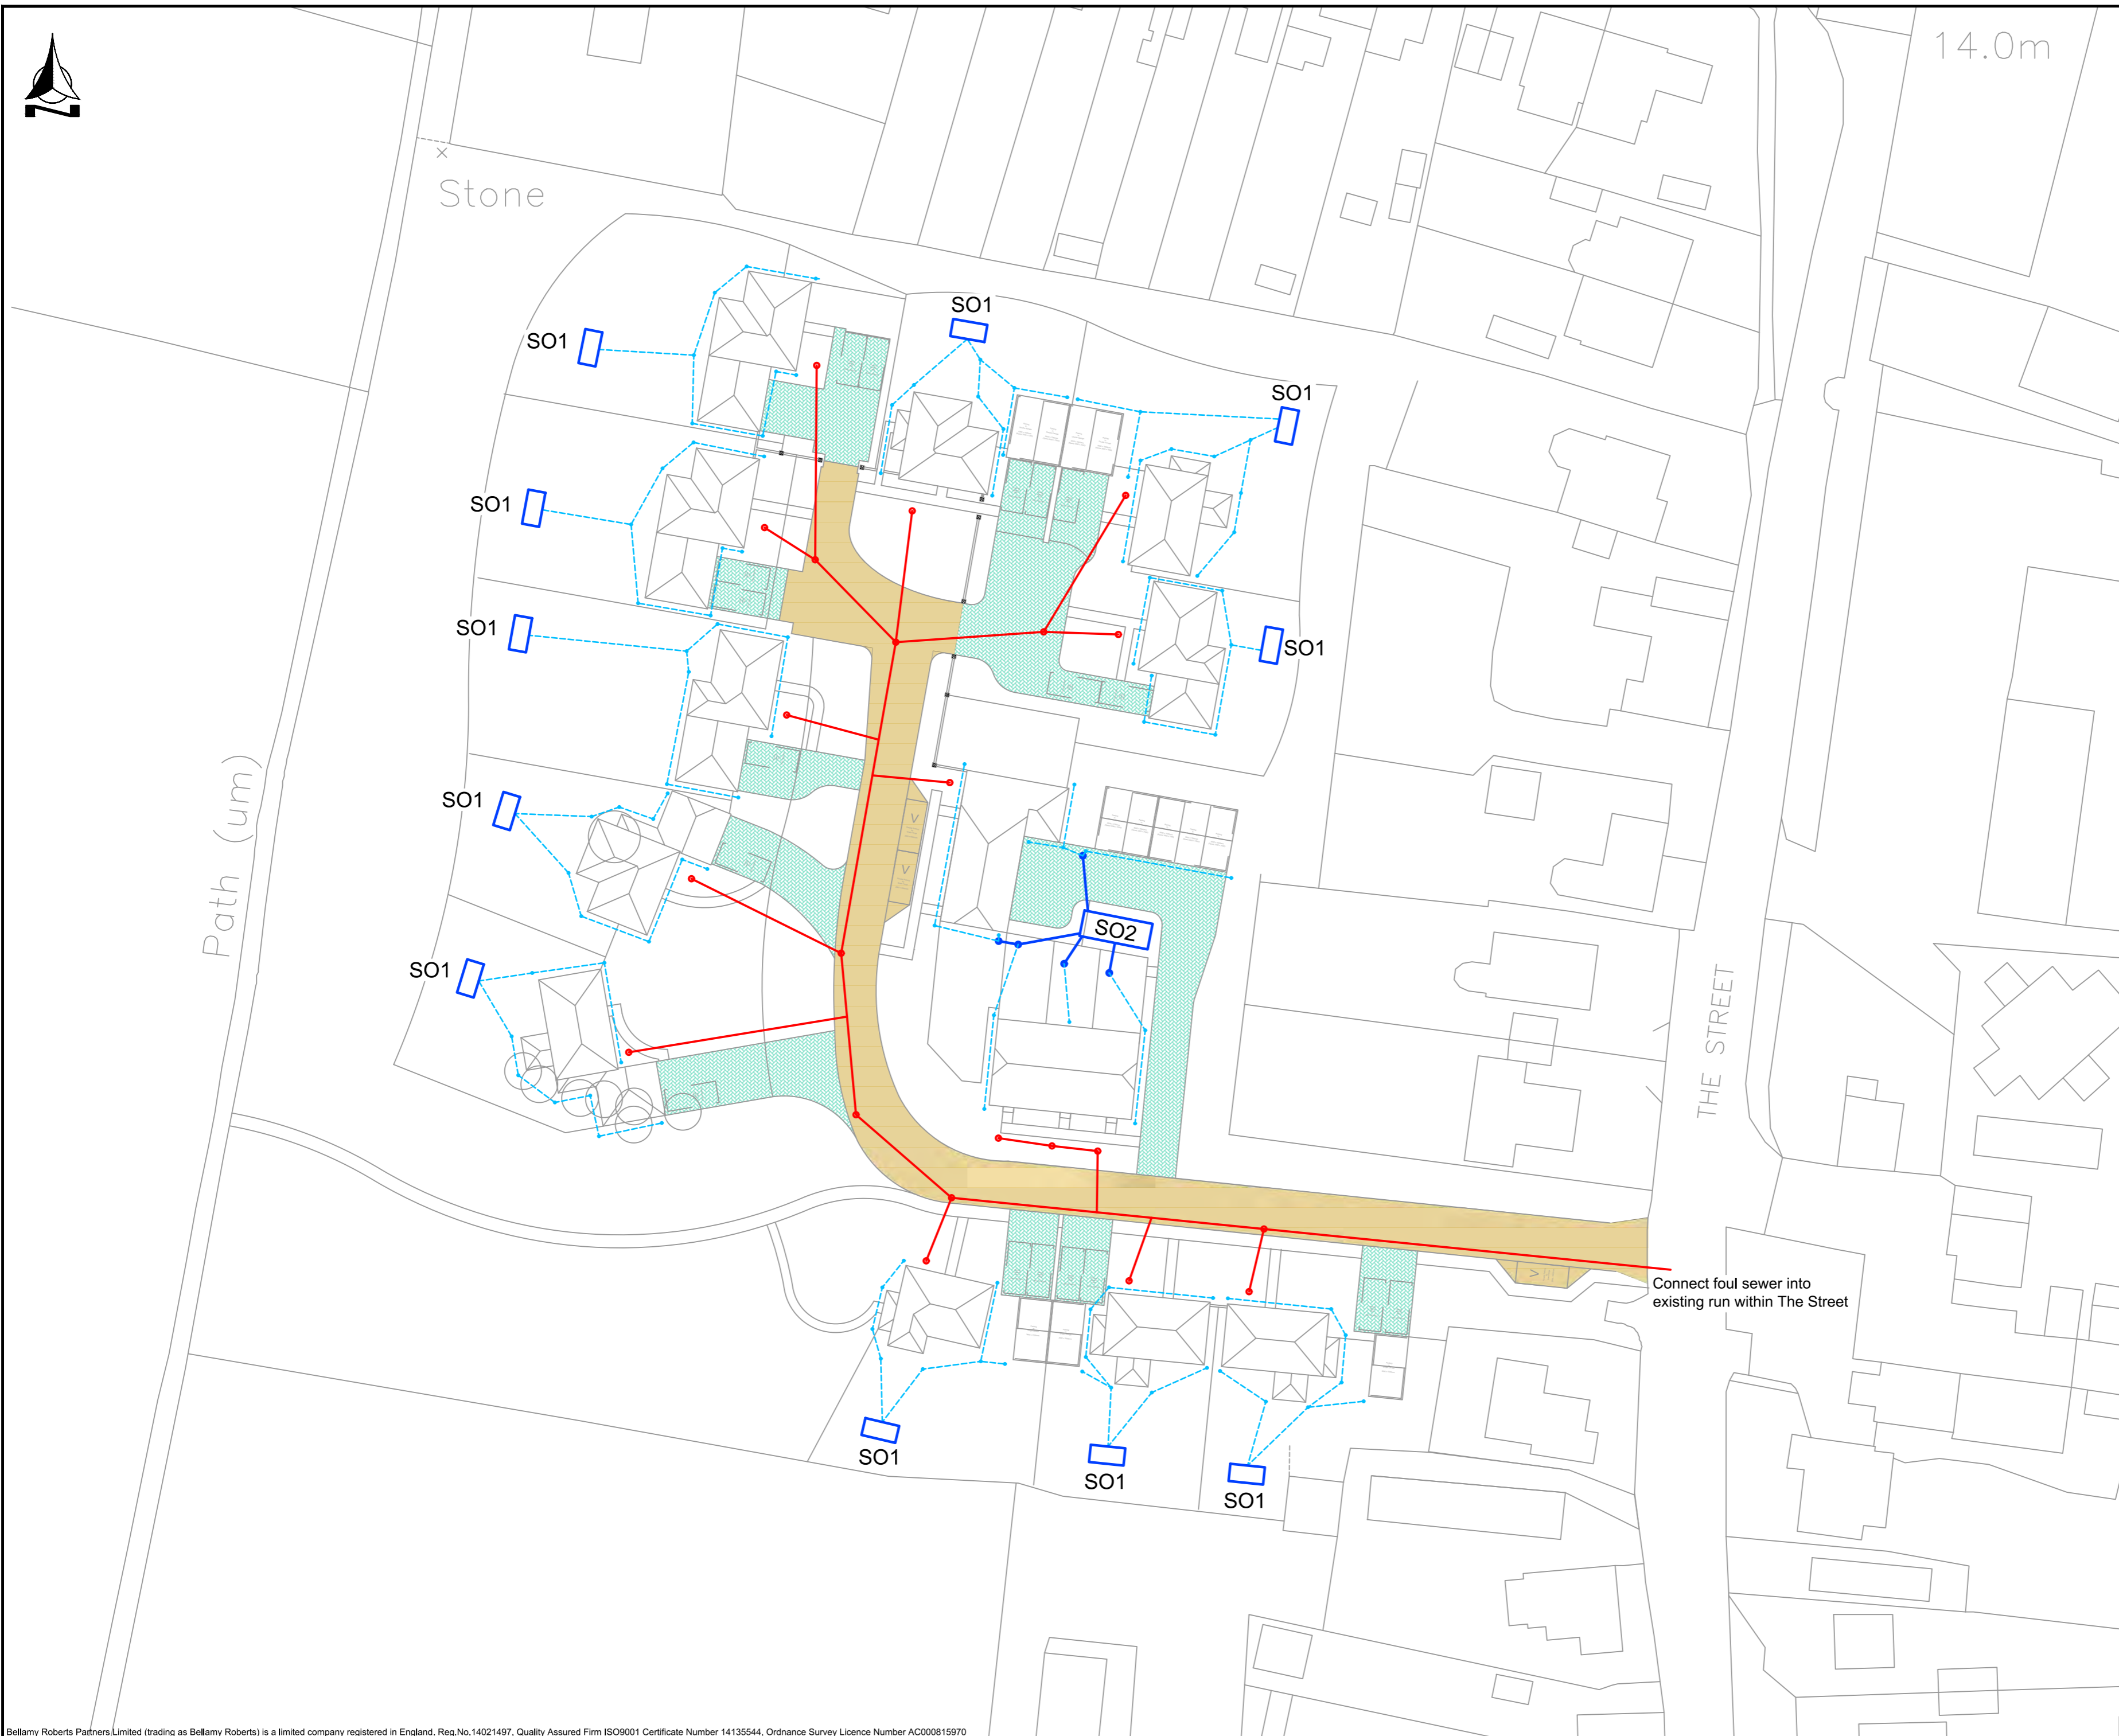 14.0m
Stone
SO1
SO1
SO1
SO1
SO1
SO1
SO1
SO1
Path (um)
SO1
SO2
THE STREET
Connect foul sewer into
existing run within The Street
SO1
SO1
SO1
Bellamy Roberts Partners Limited (trading as Bellamy Roberts) is a limited company registered in England, Reg.No.14021497, Quality Assured Firm ISO9001 Certificate Number 14135544, Ordnance Survey Licence Number AC000815970